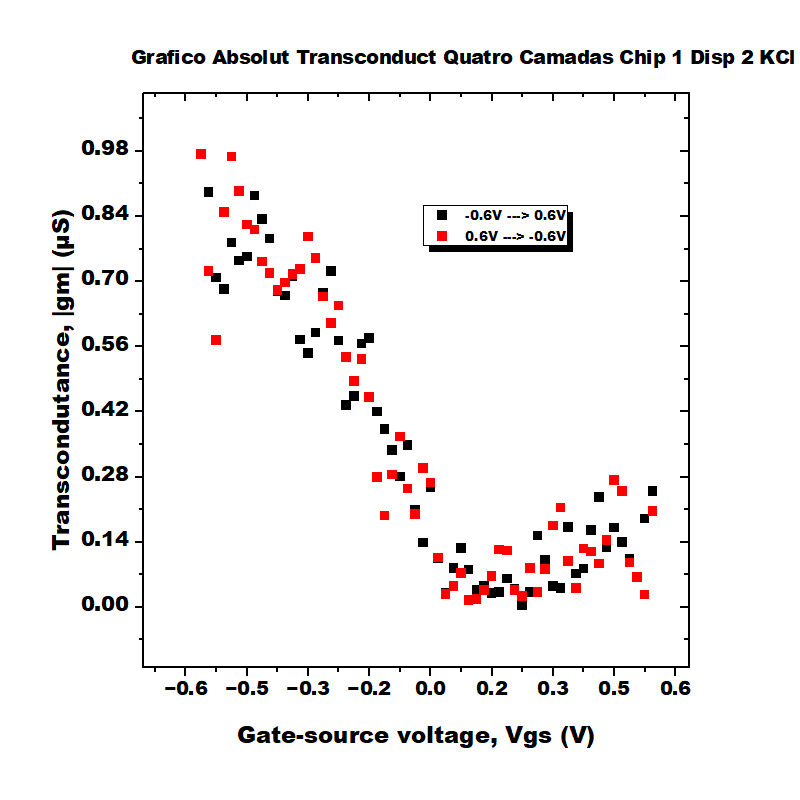 Grafico Absolut Transconduct Quatro Camadas Chip 1 Disp 2 KCl
Transcondutance, |gm| (µS)
0.98
0.84
0.70
0.56
0.42
0.28
0.14
0.00
-0.6V ---> 0.6V
0.6V ---> -0.6V
−0.6 −0.5 −0.3 −0.2 0.0 0.2 0.3 0.5 0.6
Gate-source voltage, Vgs (V)